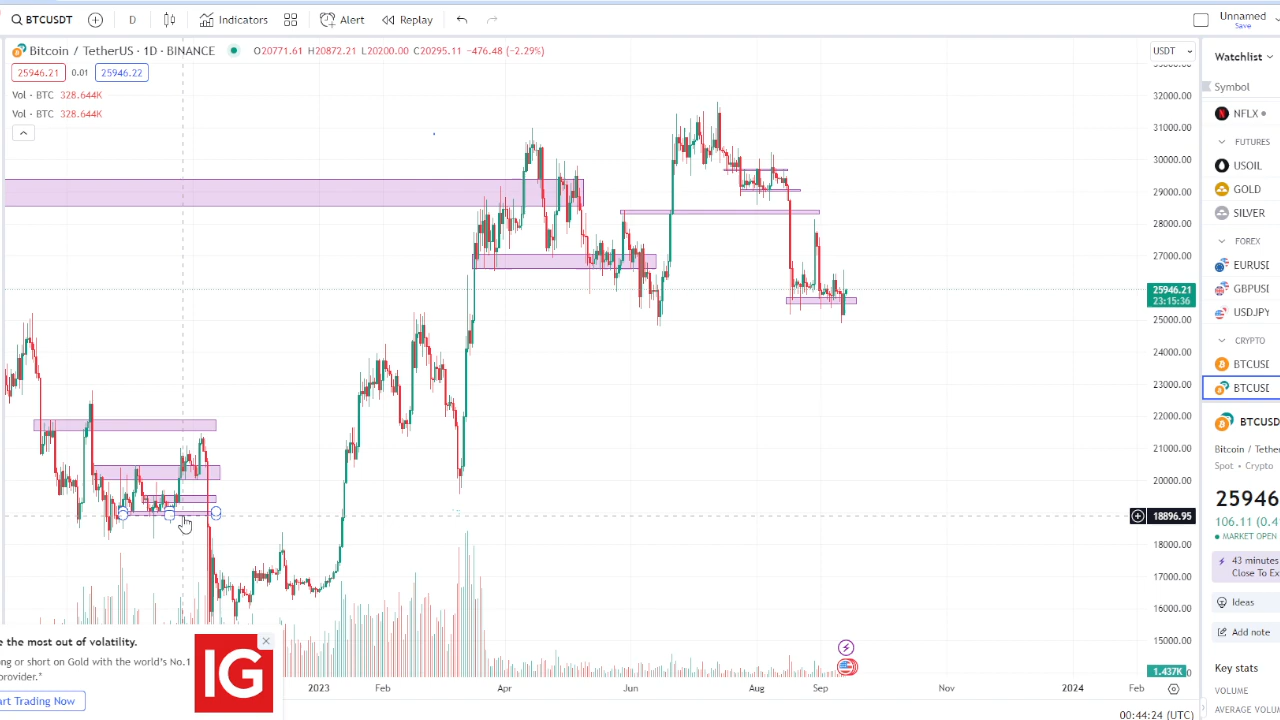 BTCUSDT D Indicators Alert Replay Unnamed
Save
Bitcoin / TetherUS · 1D · BINANCE O20771.61 H20872.21 L20200.00 C20295.11 -476.48 (-2.29%) USDT
25946.21 0.01 25946.22
Vol · BTC 328.644K
Vol · BTC 328.644K
33000.00
32000.00
31000.00
30000.00
29000.00
28000.00
27000.00
25946.21
23:15:36
25000.00
24000.00
23000.00
22000.00
21000.00
20000.00
18896.95
18000.00
17000.00
16000.00
15000.00
1.437K 0
2023 Feb Apr Jun Aug Sep Nov 2024 Feb
00:44:24 (UTC)
e the most out of volatility.
ng or short on Gold with the world's No.1
provider.*
art Trading Now
IG
Watchlist
Symbol
NFLX
FUTURES
USOIL
GOLD
SILVER
FOREX
EURUSI
GBPUSI
USDJPY
CRYPTO
BTCUSI
BTCUSI
BTCUSD
Bitcoin / Tether
Spot • Crypto
25946
106.11 (0.4
MARKET OPEN
43 minutes
Close To Ex
Ideas
Add note
Key stats
VOLUME
AVERAGE VOLUM